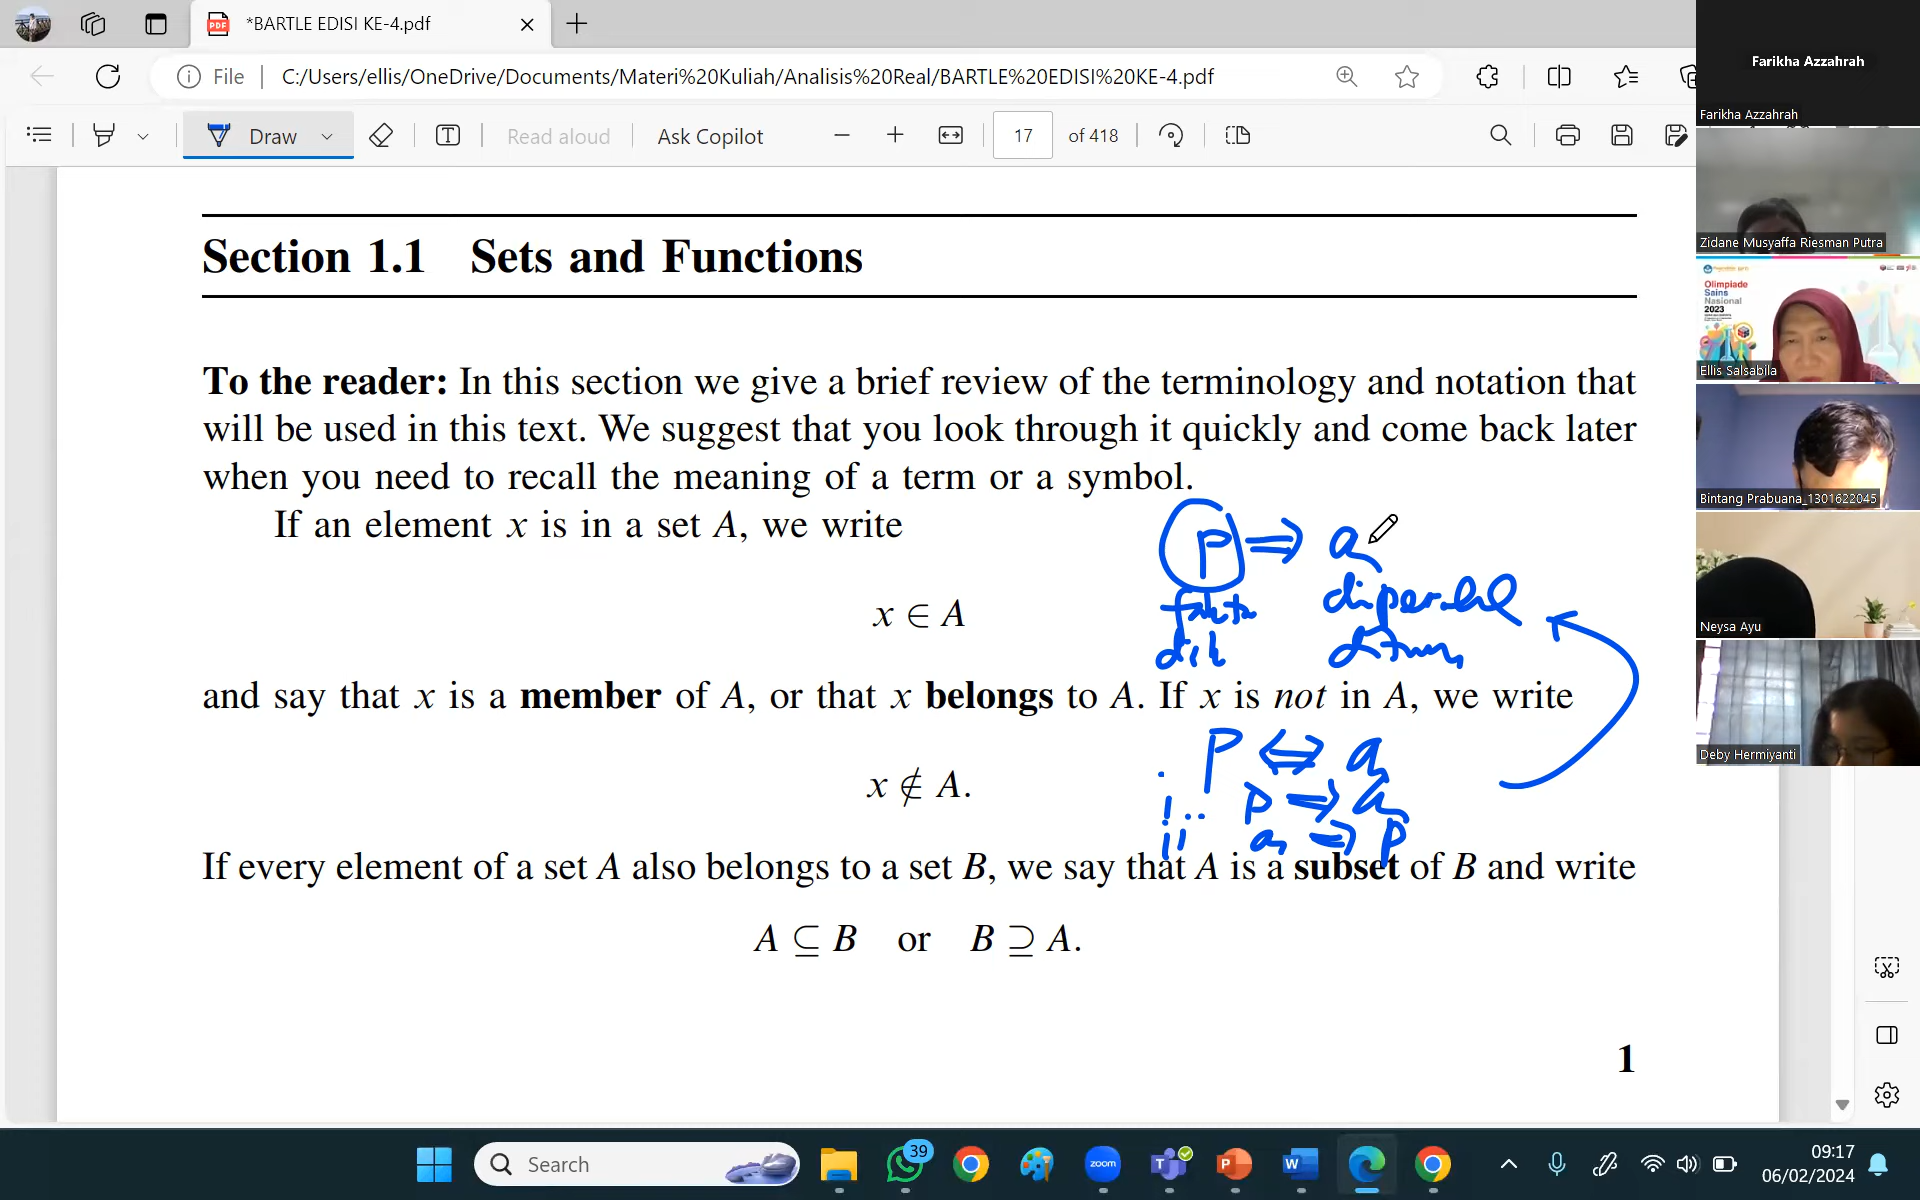 *BARTLE EDISI KE-4.pdf
File
C:/Users/ellis/OneDrive/Documents/Materi%20Kuliah/Analisis%20Real/BARTLE%20EDISI%20KE-4.pdf
Draw
Read aloud
Ask Copilot
17 of 418
Section 1.1 Sets and Functions
To the reader: In this section we give a brief review of the terminology and notation that
will be used in this text. We suggest that you look through it quickly and come back later
when you need to recall the meaning of a term or a symbol.
If an element x is in a set A, we write
x ∈ A
P ⇒ q
fakta
dik
and say that x is a member of A, or that x belongs to A. If x is not in A, we write
x ∉ A.
P ⇔ q
i. p ⇒ q
ii q ⇒ p
If every element of a set A also belongs to a set B, we say that A is a subset of B and write
A ⊆ B or B ⊇ A.
1
Farikha Azzahrah
Farikha Azzahrah
Zidane Musyaffa Riesman Putra
Olimpiade
Sains
Nasional
2023
Ellis Salsabila
Bintang Prabuana_1301622045
Neysa Ayu
Deby Hermiyanti
Search
39
zoom
09:17
06/02/2024